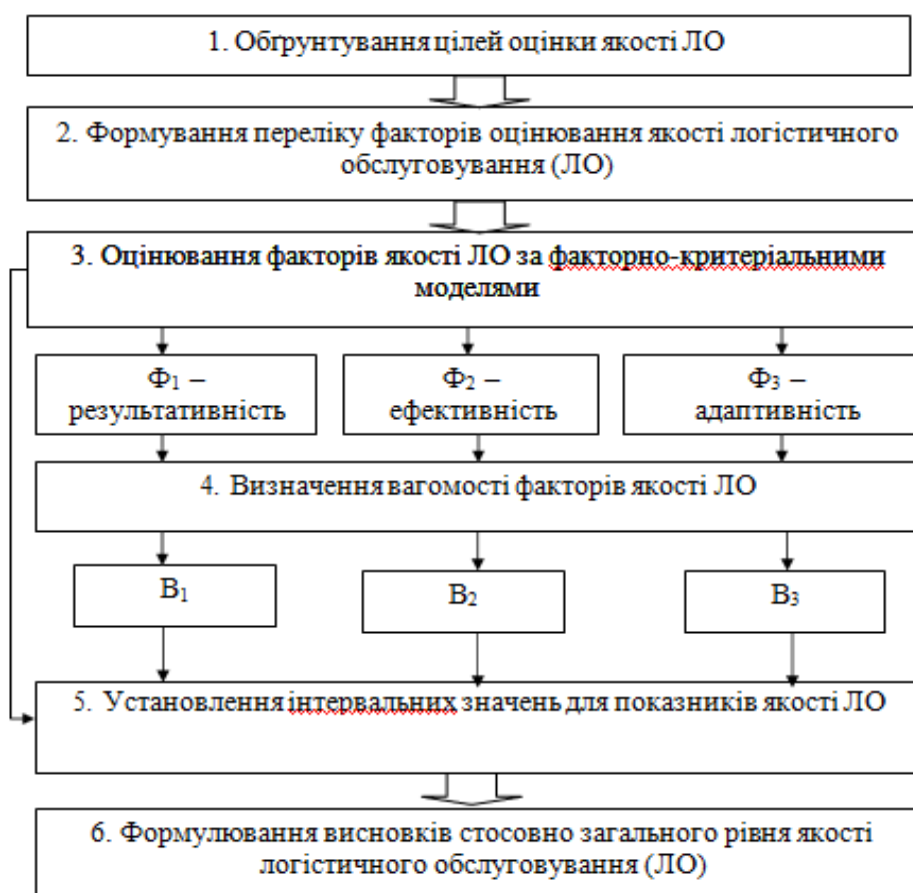 1. Обґрунтування цілей оцінки якості ЛО
2. Формування переліку факторів оцінювання якості логістичного
обслуговування (ЛО)
3. Оцінювання факторів якості ЛО за факторно-критеріальними
моделями
Ф₁ –
результативність
Ф₂ –
ефективність
Ф₃ –
адаптивність
4. Визначення вагомості факторів якості ЛО
В₁
В₂
В₃
5. Установлення інтервальних значень для показників якості ЛО
6. Формулювання висновків стосовно загального рівня якості
логістичного обслуговування (ЛО)